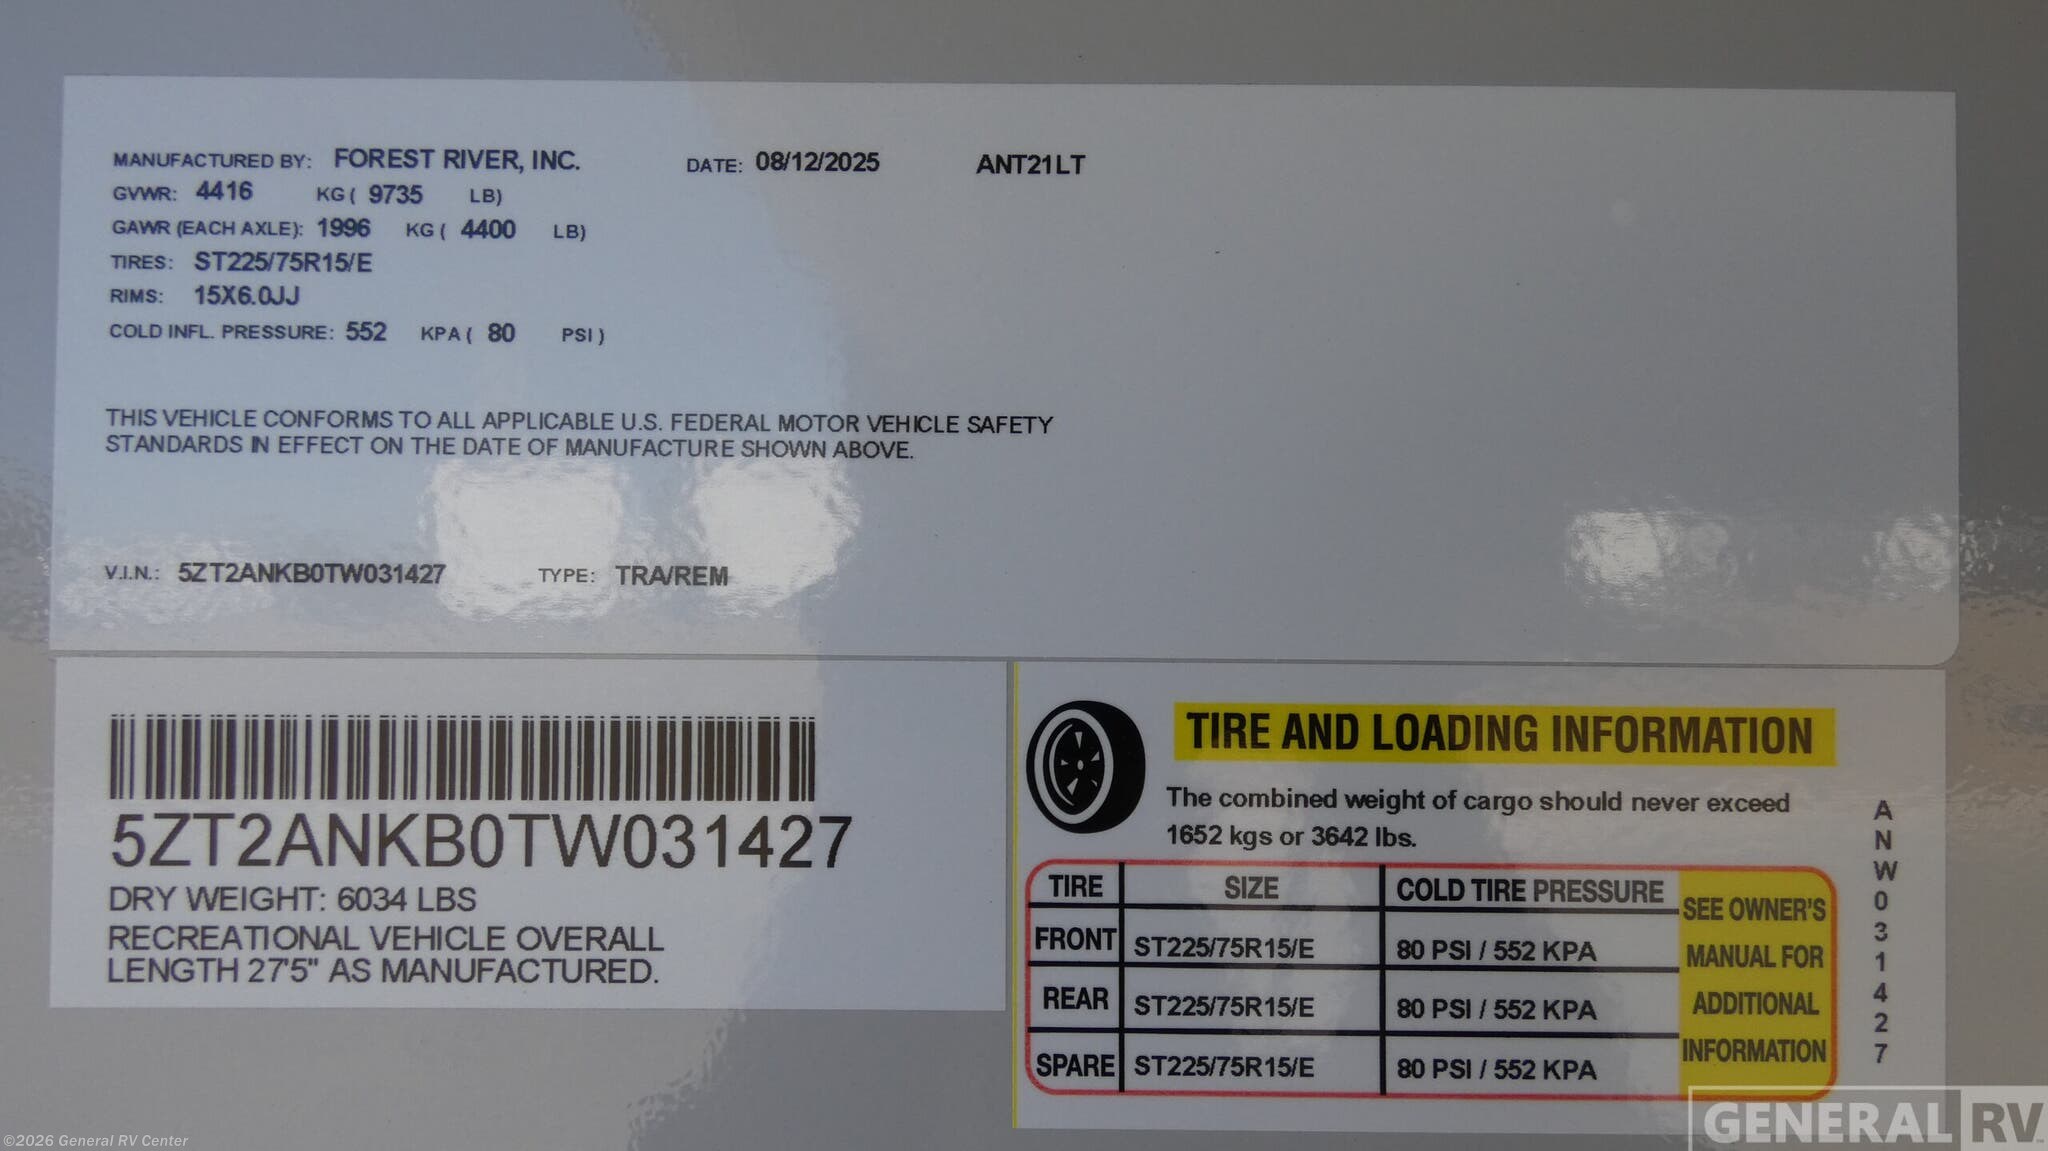 MANUFACTURED BY: FOREST RIVER, INC. DATE: 08/12/2025 ANT21LT
GVWR: 4416 KG ( 9735 LB)
GAWR (EACH AXLE): 1996 KG ( 4400 LB)
TIRES: ST225/75R15/E
RIMS: 15X6.0JJ
COLD INFL. PRESSURE: 552 KPA ( 80 PSI )
THIS VEHICLE CONFORMS TO ALL APPLICABLE U.S. FEDERAL MOTOR VEHICLE SAFETY
STANDARDS IN EFFECT ON THE DATE OF MANUFACTURE SHOWN ABOVE.
V.I.N.: 5ZT2ANKB0TW031427 TYPE: TRA/REM
5ZT2ANKB0TW031427
DRY WEIGHT: 6034 LBS
RECREATIONAL VEHICLE OVERALL
LENGTH 27'5" AS MANUFACTURED.
TIRE AND LOADING INFORMATION
The combined weight of cargo should never exceed
1652 kgs or 3642 lbs.
TIRE SIZE COLD TIRE PRESSURE
FRONT ST225/75R15/E 80 PSI / 552 KPA
REAR ST225/75R15/E 80 PSI / 552 KPA
SPARE ST225/75R15/E 80 PSI / 552 KPA
SEE OWNER'S
MANUAL FOR
ADDITIONAL
INFORMATION
ANW031427
©2026 General RV Center
GENERAL RV